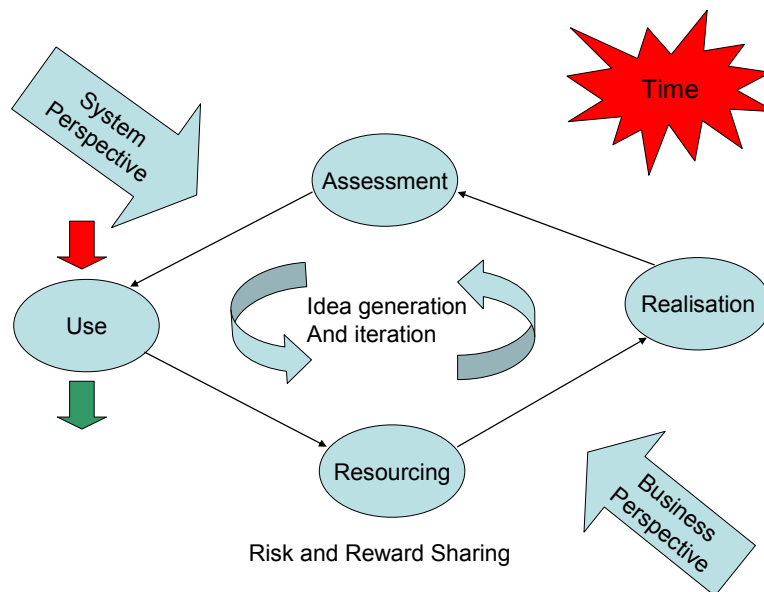 System
Perspective
Time
Assessment
Use
Idea generation
And iteration
Realisation
Resourcing
Business
Perspective
Risk and Reward Sharing